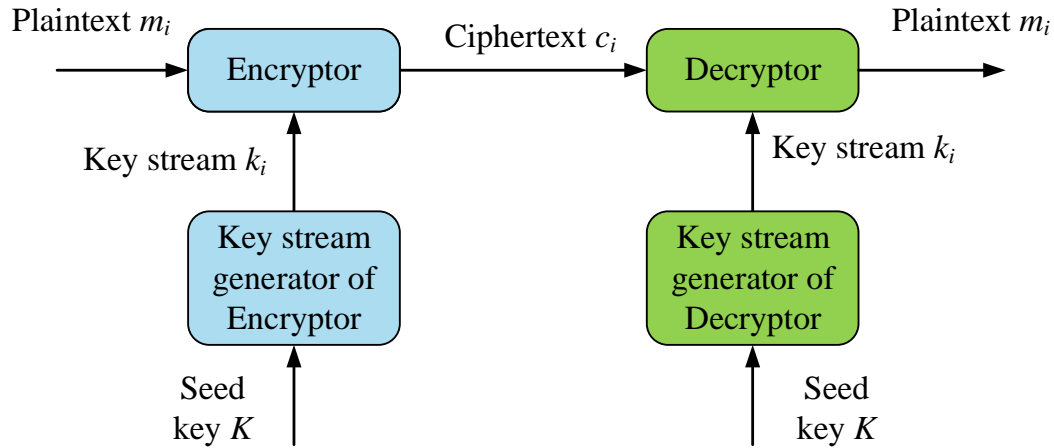 Plaintext m_i
Ciphertext c_i
Plaintext m_i
Encryptor
Decryptor
Key stream k_i
Key stream k_i
Key stream
generator of
Encryptor
Key stream
generator of
Decryptor
Seed
key K
Seed
key K